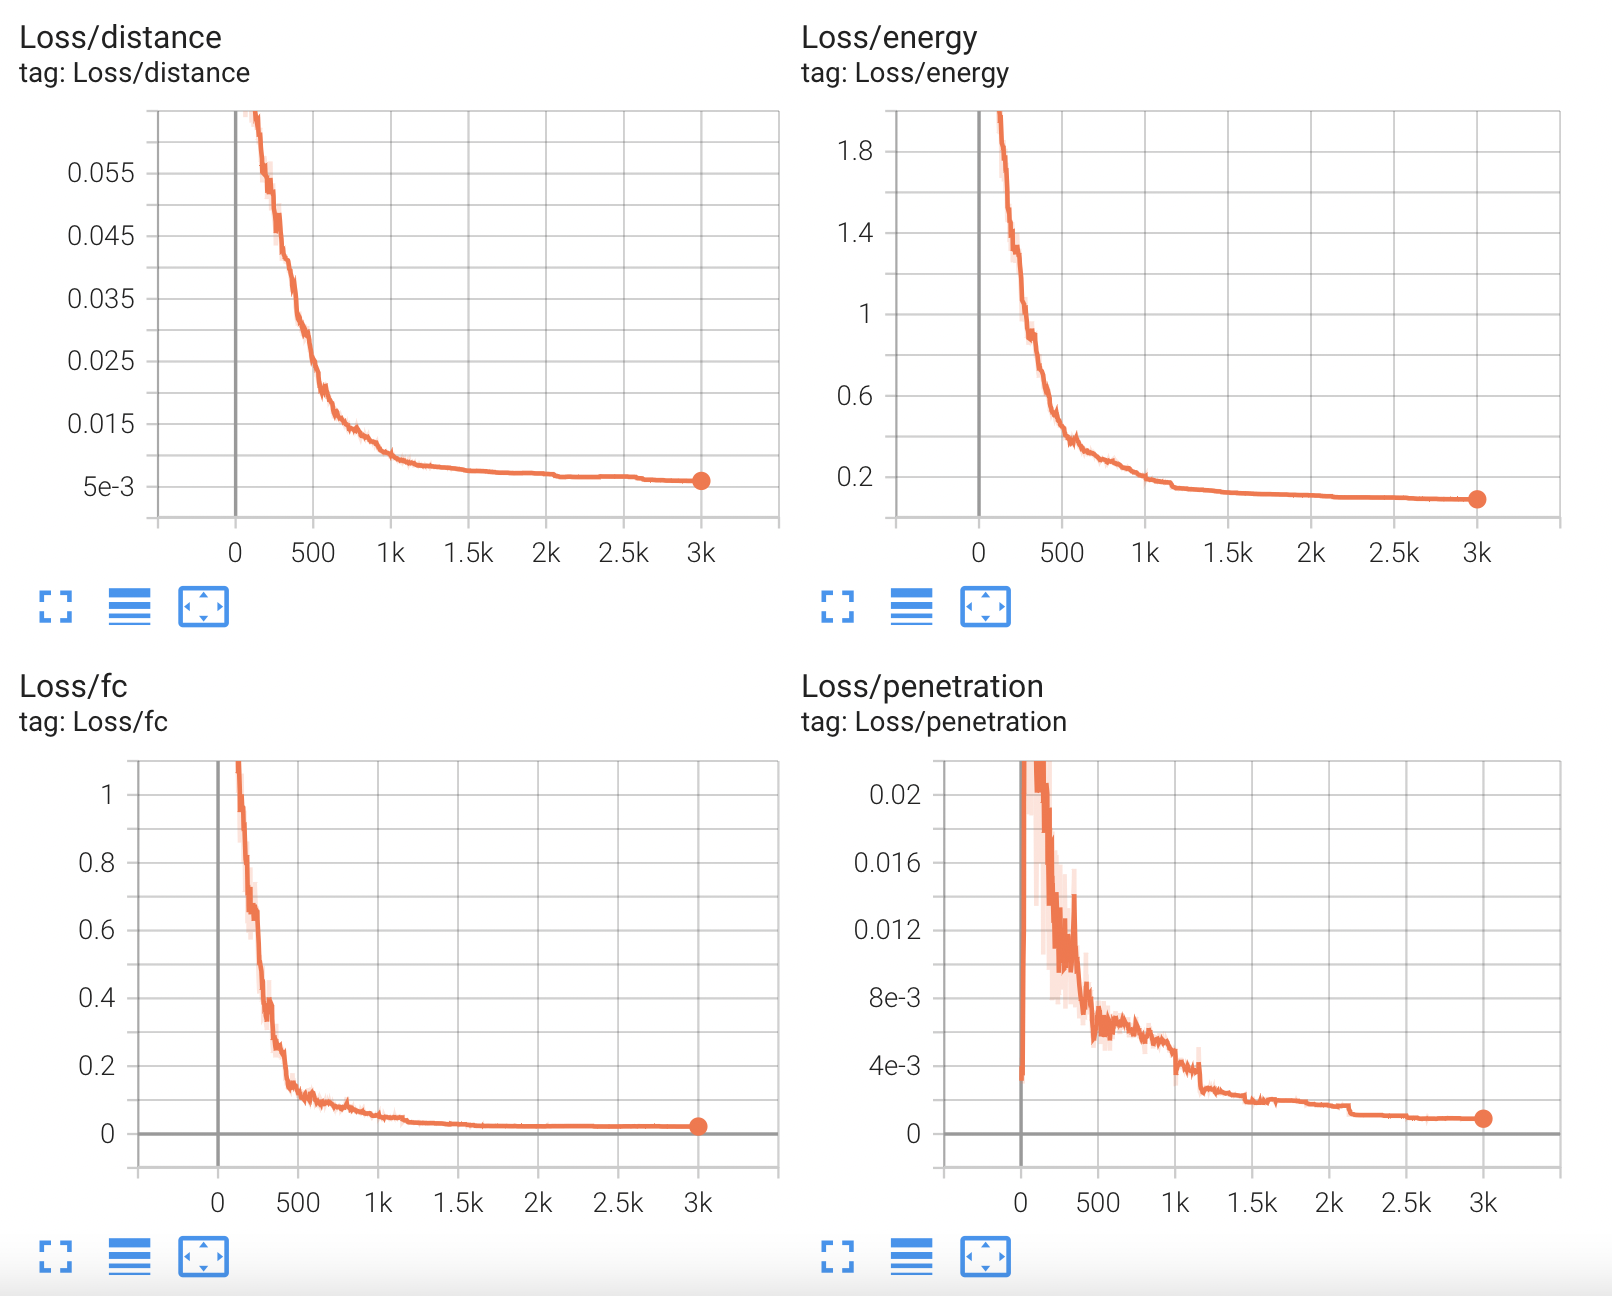 Loss/distance
tag: Loss/distance
0.055
0.045
0.035
0.025
0.015
5e-3
0 500 1k 1.5k 2k 2.5k 3k
Loss/energy
tag: Loss/energy
1.8
1.4
1
0.6
0.2
0 500 1k 1.5k 2k 2.5k 3k
Loss/fc
tag: Loss/fc
1
0.8
0.6
0.4
0.2
0
0 500 1k 1.5k 2k 2.5k 3k
Loss/penetration
tag: Loss/penetration
0.02
0.016
0.012
8e-3
4e-3
0
0 500 1k 1.5k 2k 2.5k 3k